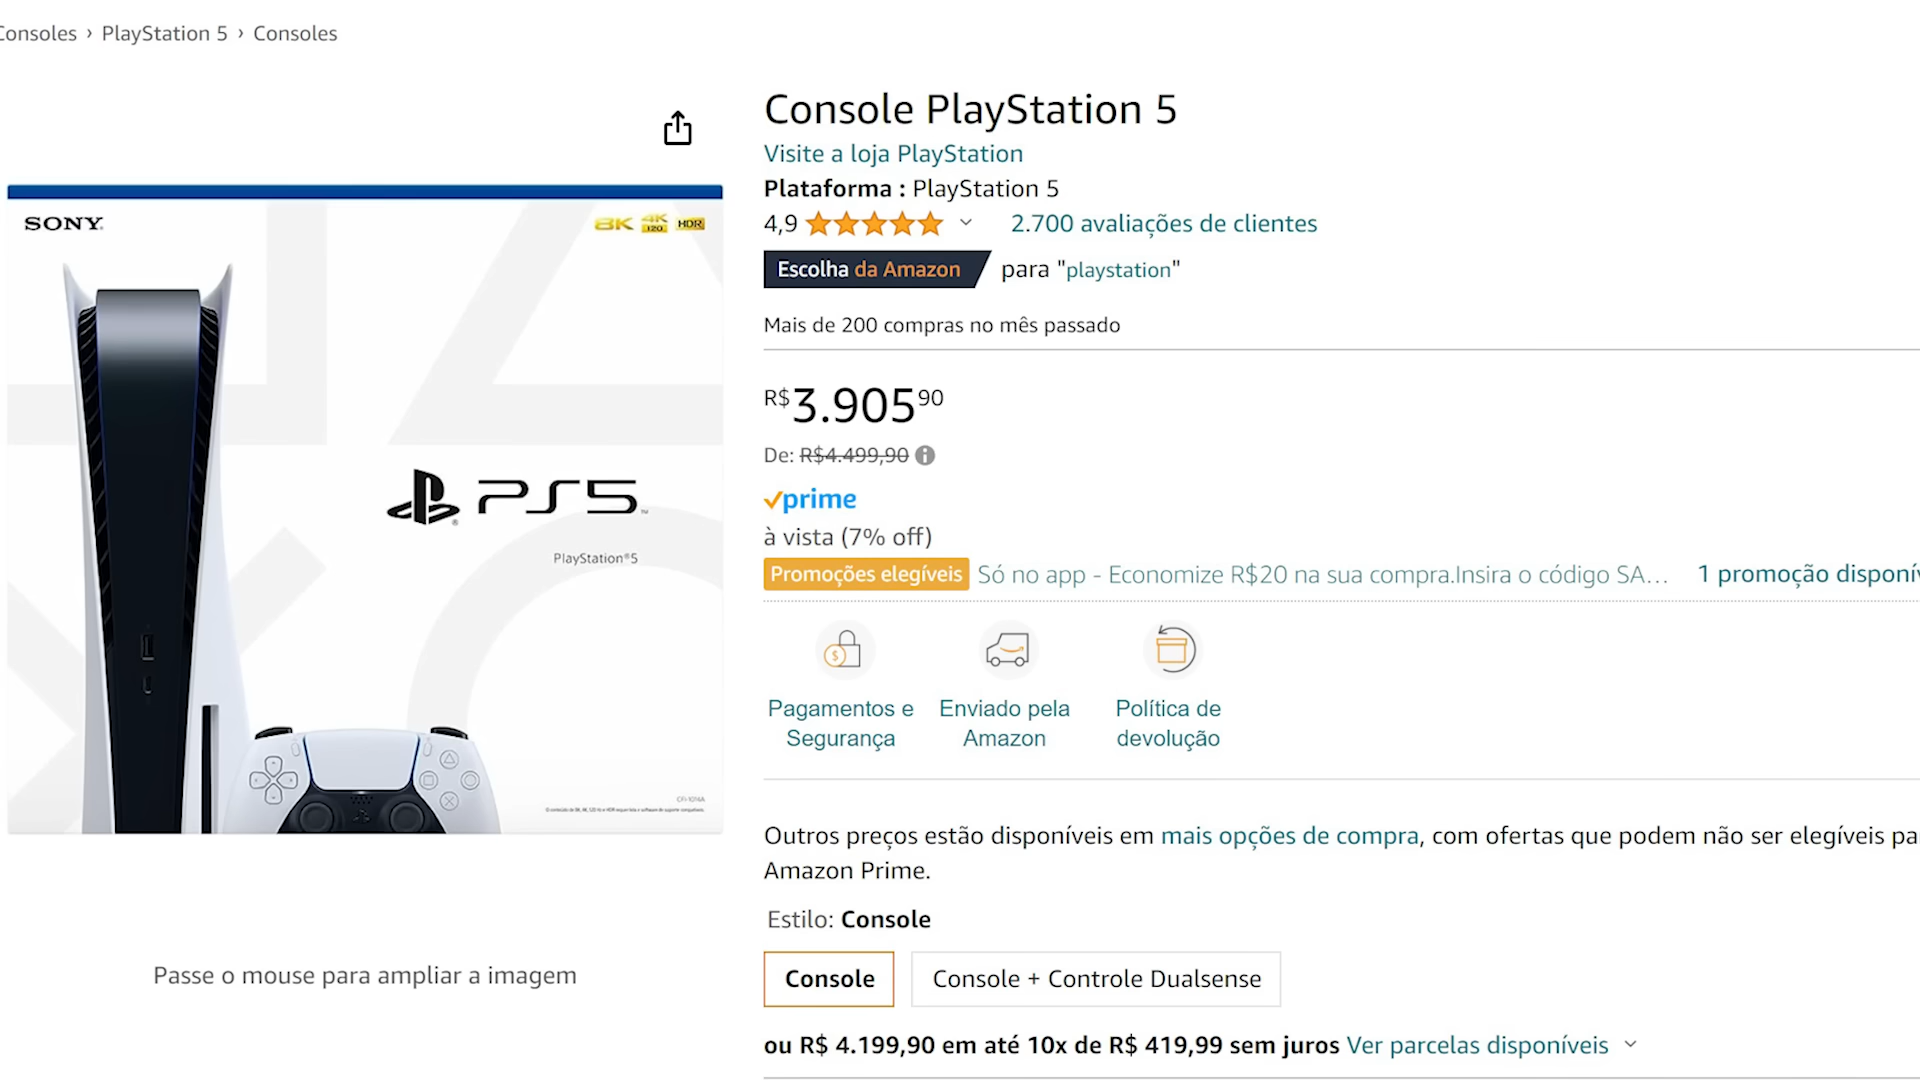 Consoles › PlayStation 5 › Consoles
SONY
8K 4K 120 HDR
PS5
PlayStation®5
CFI-1014A
Passe o mouse para ampliar a imagem
Console PlayStation 5
Visite a loja PlayStation
Plataforma : PlayStation 5
4,9 2.700 avaliações de clientes
Escolha da Amazon para "playstation"
Mais de 200 compras no mês passado
R$3.90590
De: R$4.499,90
prime
à vista (7% off)
Promoções elegíveis Só no app - Economize R$20 na sua compra.Insira o código SA... 1 promoção
Pagamentos e Segurança
Enviado pela Amazon
Política de devolução
Outros preços estão disponíveis em mais opções de compra, com ofertas que podem não ser elegíveis
Amazon Prime.
Estilo: Console
Console
Console + Controle Dualsense
ou R$ 4.199,90 em até 10x de R$ 419,99 sem juros Ver parcelas disponíveis